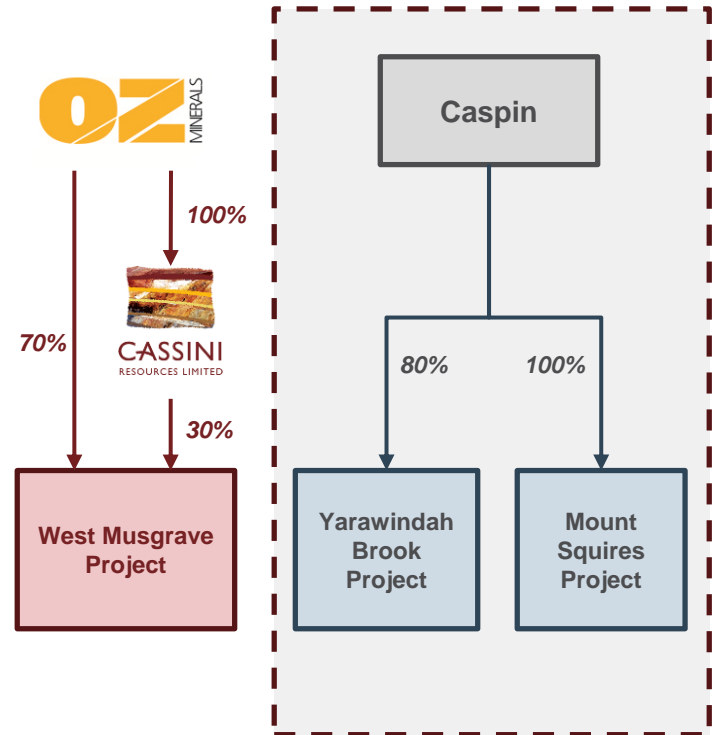 OZ
MINERALS
100%
CASSINI
RESOURCES LIMITED
70%
30%
West Musgrave
Project
Caspin
80%
100%
Yarawindah
Brook
Project
Mount
Squires
Project